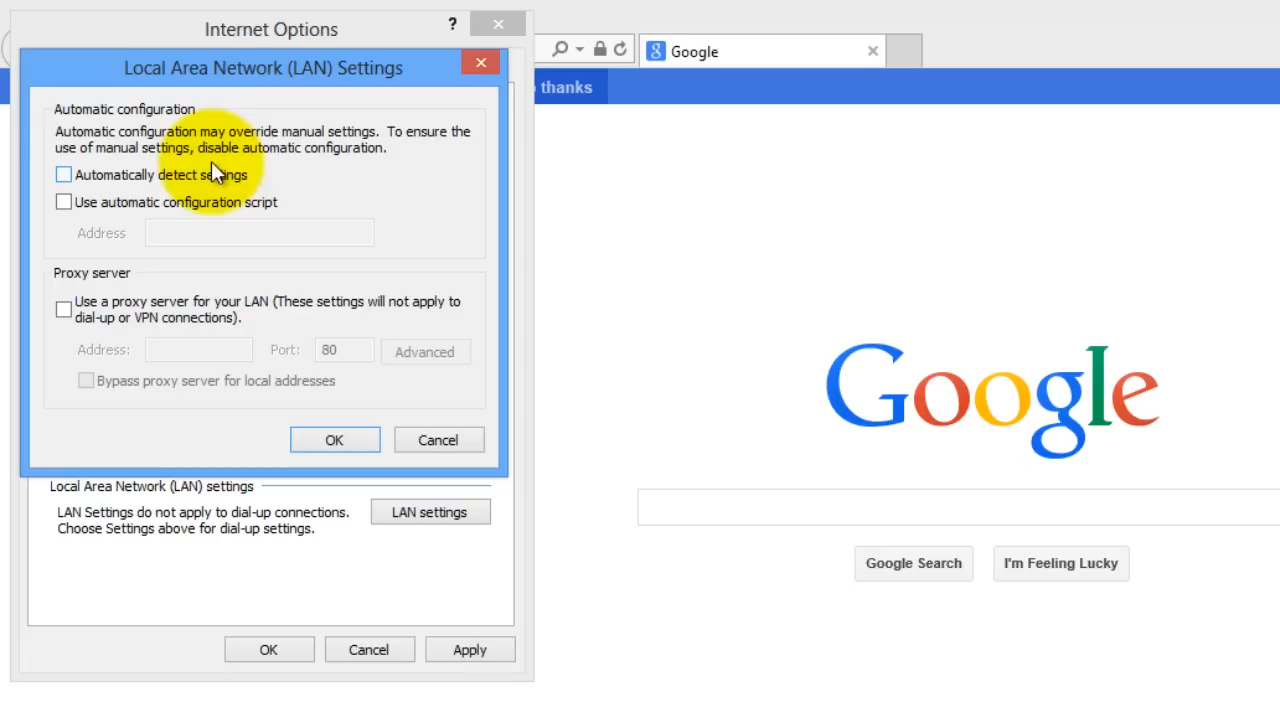 Internet Options
?
Local Area Network (LAN) Settings
Google
thanks
Automatic configuration
Automatic configuration may override manual settings. To ensure the
use of manual settings, disable automatic configuration.
Automatically detect settings
Use automatic configuration script
Address
Proxy server
Use a proxy server for your LAN (These settings will not apply to
dial-up or VPN connections).
Address:
Port:
80
Advanced
Bypass proxy server for local addresses
OK
Cancel
Local Area Network (LAN) settings
LAN Settings do not apply to dial-up connections.
Choose Settings above for dial-up settings.
LAN settings
OK
Cancel
Apply
Google
Google Search
I'm Feeling Lucky